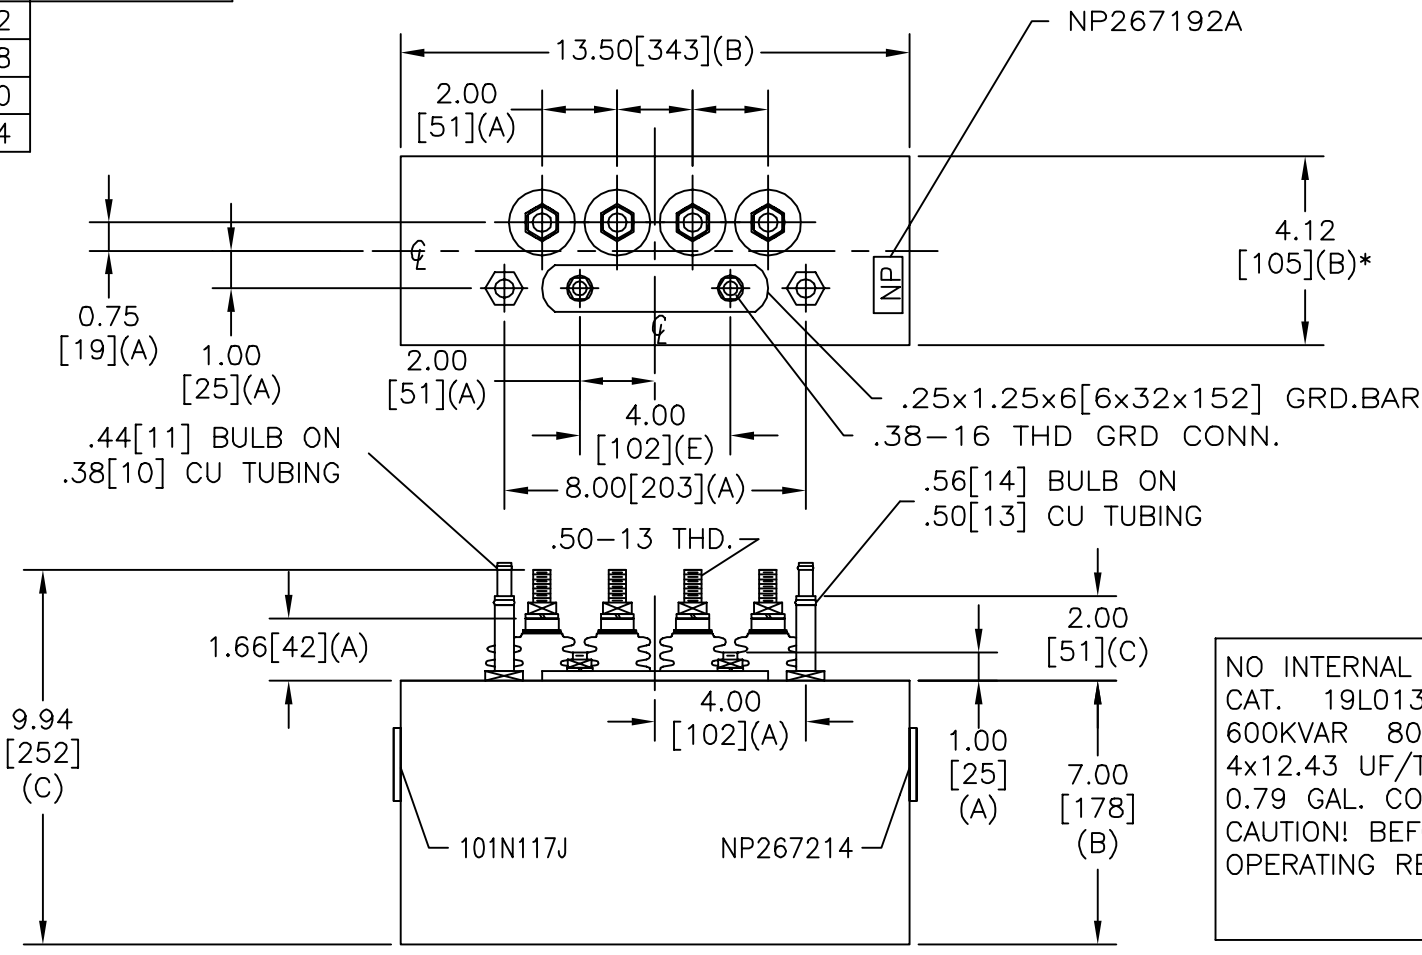 2
8
0
4
NP267192A
13.50[343](B)
2.00
[51](A)
4.12
[105](B)*
NP
0.75
[19](A)
1.00
[25](A)
2.00
[51](A)
4.00
[102](E)
8.00[203](A)
.25x1.25x6[6x32x152] GRD.BAR
.38-16 THD GRD CONN.
.44[11] BULB ON
.38[10] CU TUBING
.56[14] BULB ON
.50[13] CU TUBING
.50-13 THD.
1.66[42](A)
2.00
[51](C)
9.94
[252]
(C)
4.00
[102](A)
1.00
[25]
(A)
7.00
[178]
(B)
101N117J
NP267214
NO INTERNAL
CAT. 19L013
600KVAR 80
4x12.43 UF/T
0.79 GAL. CO
CAUTION! BEF
OPERATING RE